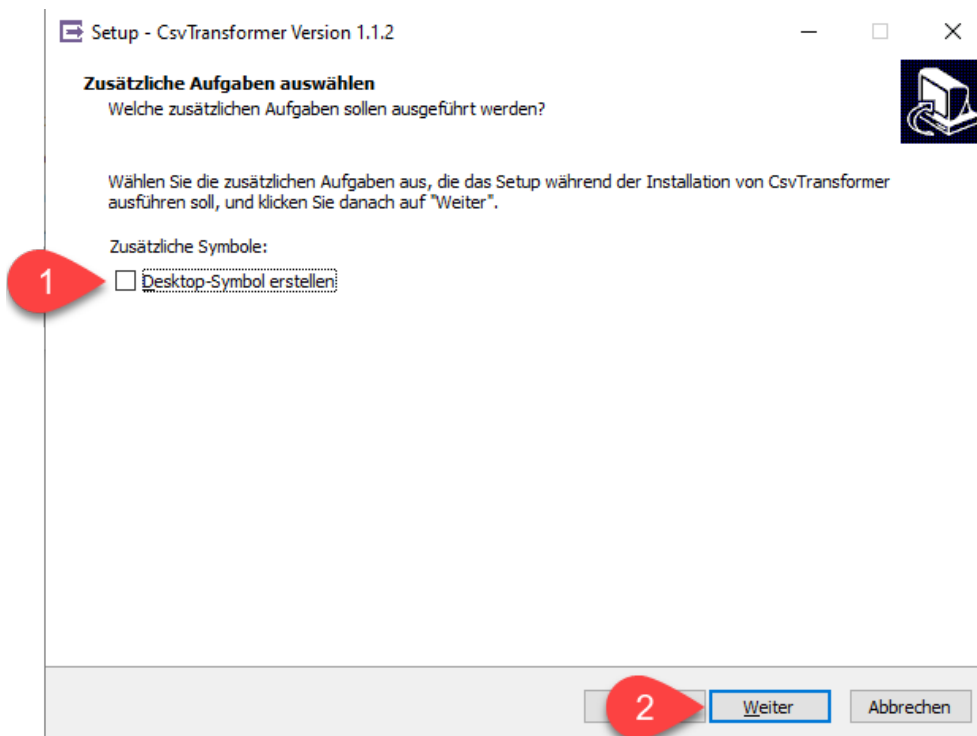 Setup - CsvTransformer Version 1.1.2
Zusätzliche Aufgaben auswählen
Welche zusätzlichen Aufgaben sollen ausgeführt werden?
Wählen Sie die zusätzlichen Aufgaben aus, die das Setup während der Installation von CsvTransformer
ausführen soll, und klicken Sie danach auf "Weiter".
Zusätzliche Symbole:
1 Desktop-Symbol erstellen
2 Weiter Abbrechen